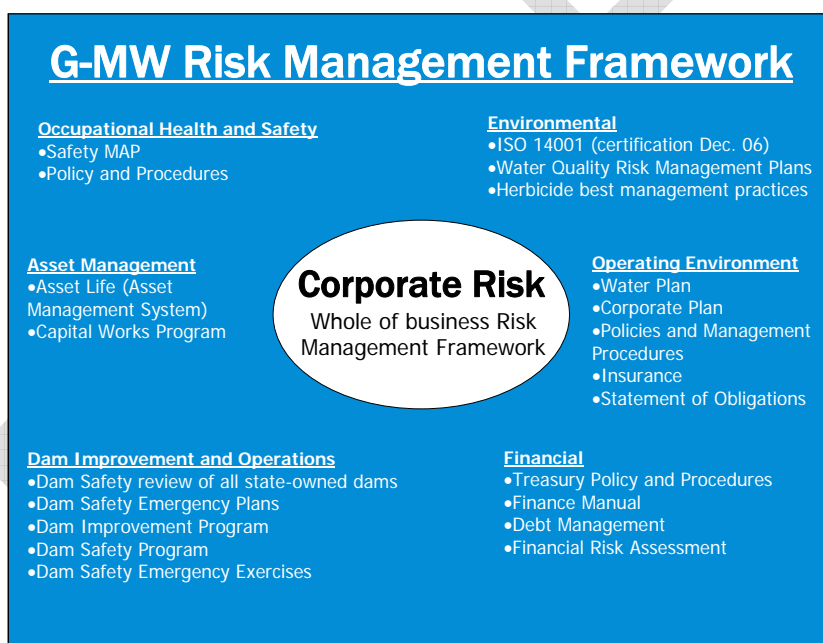 G-MW Risk Management Framework
Occupational Health and Safety
•Safety MAP
•Policy and Procedures
Environmental
•ISO 14001 (certification Dec. 06)
•Water Quality Risk Management Plans
•Herbicide best management practices
Asset Management
•Asset Life (Asset
Management System)
•Capital Works Program
Corporate Risk
Whole of business Risk
Management Framework
Operating Environment
•Water Plan
•Corporate Plan
•Policies and Management
Procedures
•Insurance
•Statement of Obligations
Dam Improvement and Operations
•Dam Safety review of all state-owned dams
•Dam Safety Emergency Plans
•Dam Improvement Program
•Dam Safety Program
•Dam Safety Emergency Exercises
Financial
•Treasury Policy and Procedures
•Finance Manual
•Debt Management
•Financial Risk Assessment